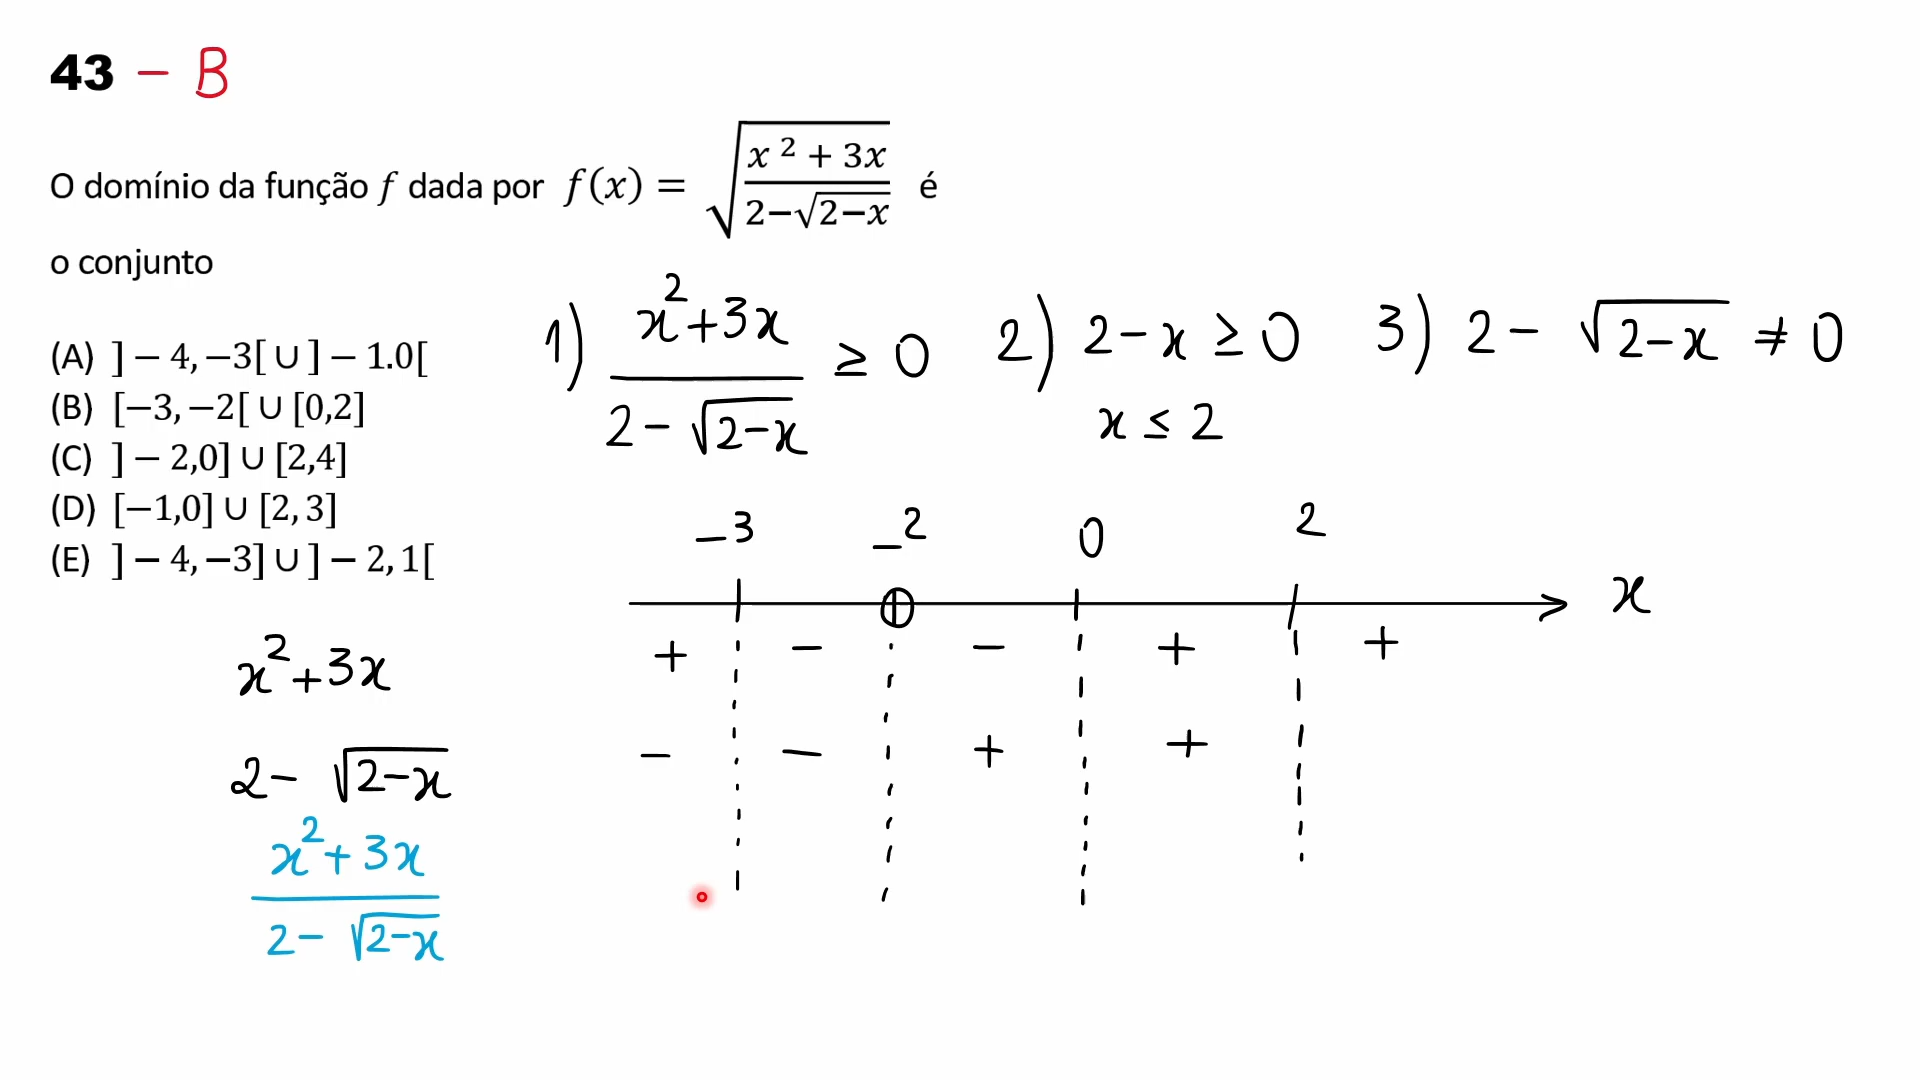 43 – B
O domínio da função f dada por f(x) = √((x² + 3x)/(2−√(2−x))) é
o conjunto
(A) ]− 4, −3[ ∪ ]− 1.0[
(B) [−3, −2[ ∪ [0,2]
(C) ]− 2,0] ∪ [2,4]
(D) [−1,0] ∪ [2, 3]
(E) ]− 4, −3] ∪ ]− 2, 1[
1) (x²+3x)/(2−√(2−x)) ≥ 0
2) 2−x ≥ 0
x ≤ 2
3) 2−√(2−x) ≠ 0
−3 −2 0 2
x
x²+3x + − − + +
2−√(2−x) − − + +
(x²+3x)/(2−√(2−x))